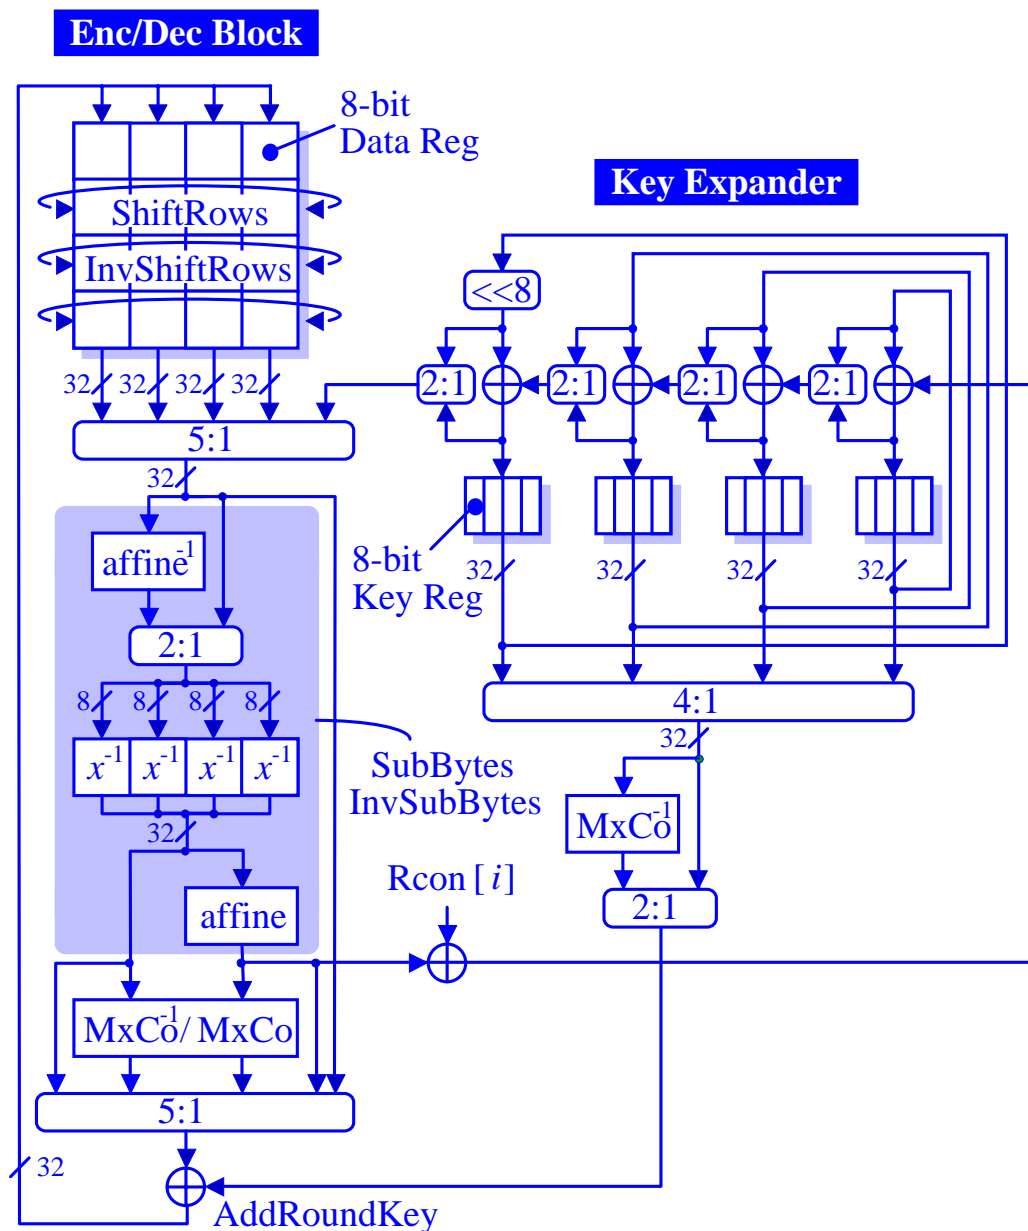 Enc/Dec Block
8-bit
Data Reg
Key Expander
ShiftRows
InvShiftRows
<<8
32 32 32 32
2:1 2:1 2:1 2:1
5:1
32
affine-1
8-bit
Key Reg
32 32 32 32
2:1
8 8 8 8
4:1
32
x-1 x-1 x-1 x-1
SubBytes
InvSubBytes
32
MxCo-1
Rcon [ i ]
2:1
affine
MxCo-1/ MxCo
5:1
32
AddRoundKey